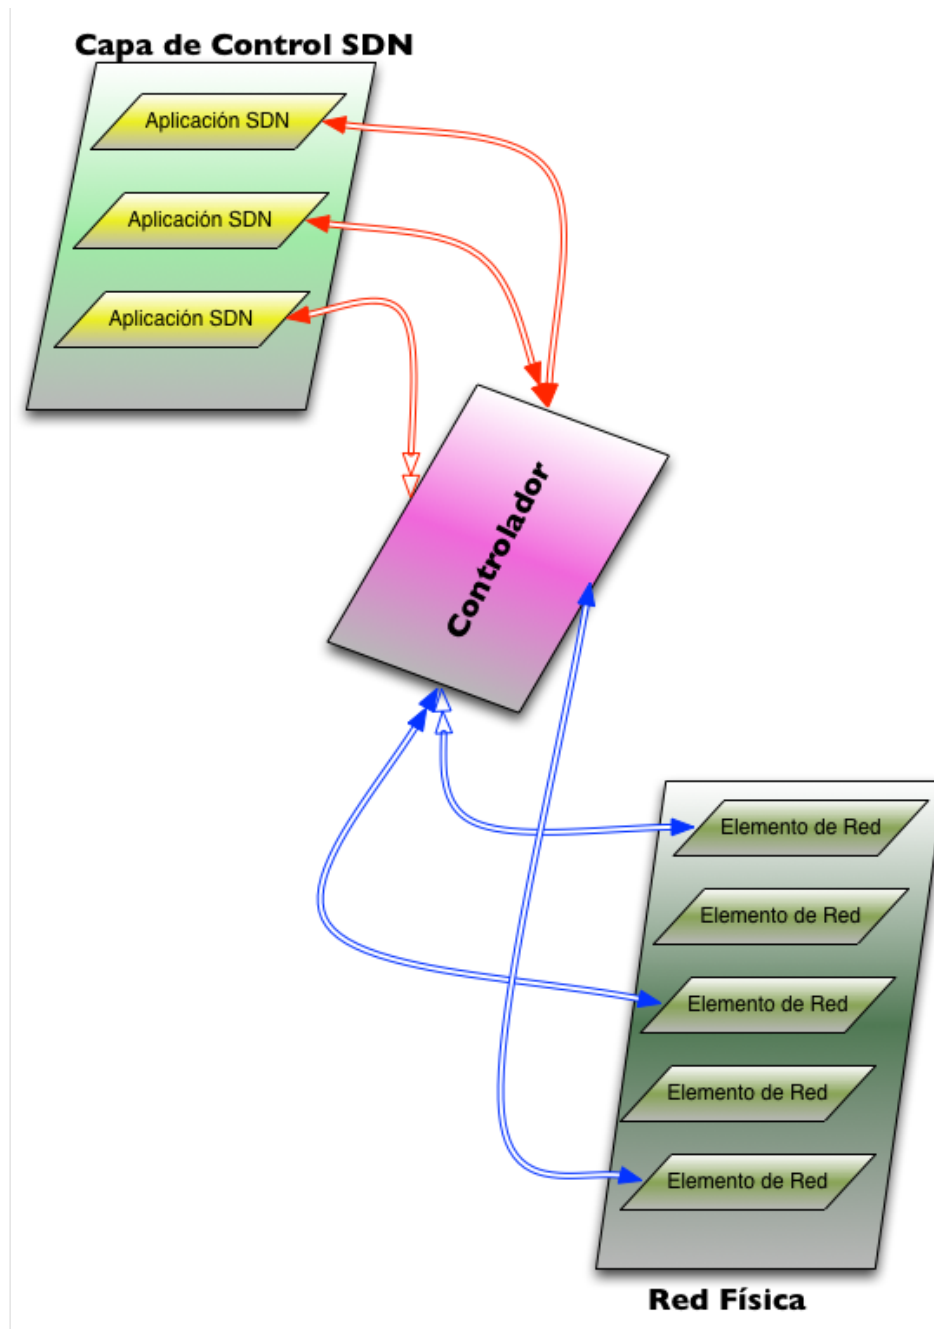 Capa de Control SDN
Aplicación SDN
Aplicación SDN
Aplicación SDN
Controlador
Elemento de Red
Elemento de Red
Elemento de Red
Elemento de Red
Elemento de Red
Red Física